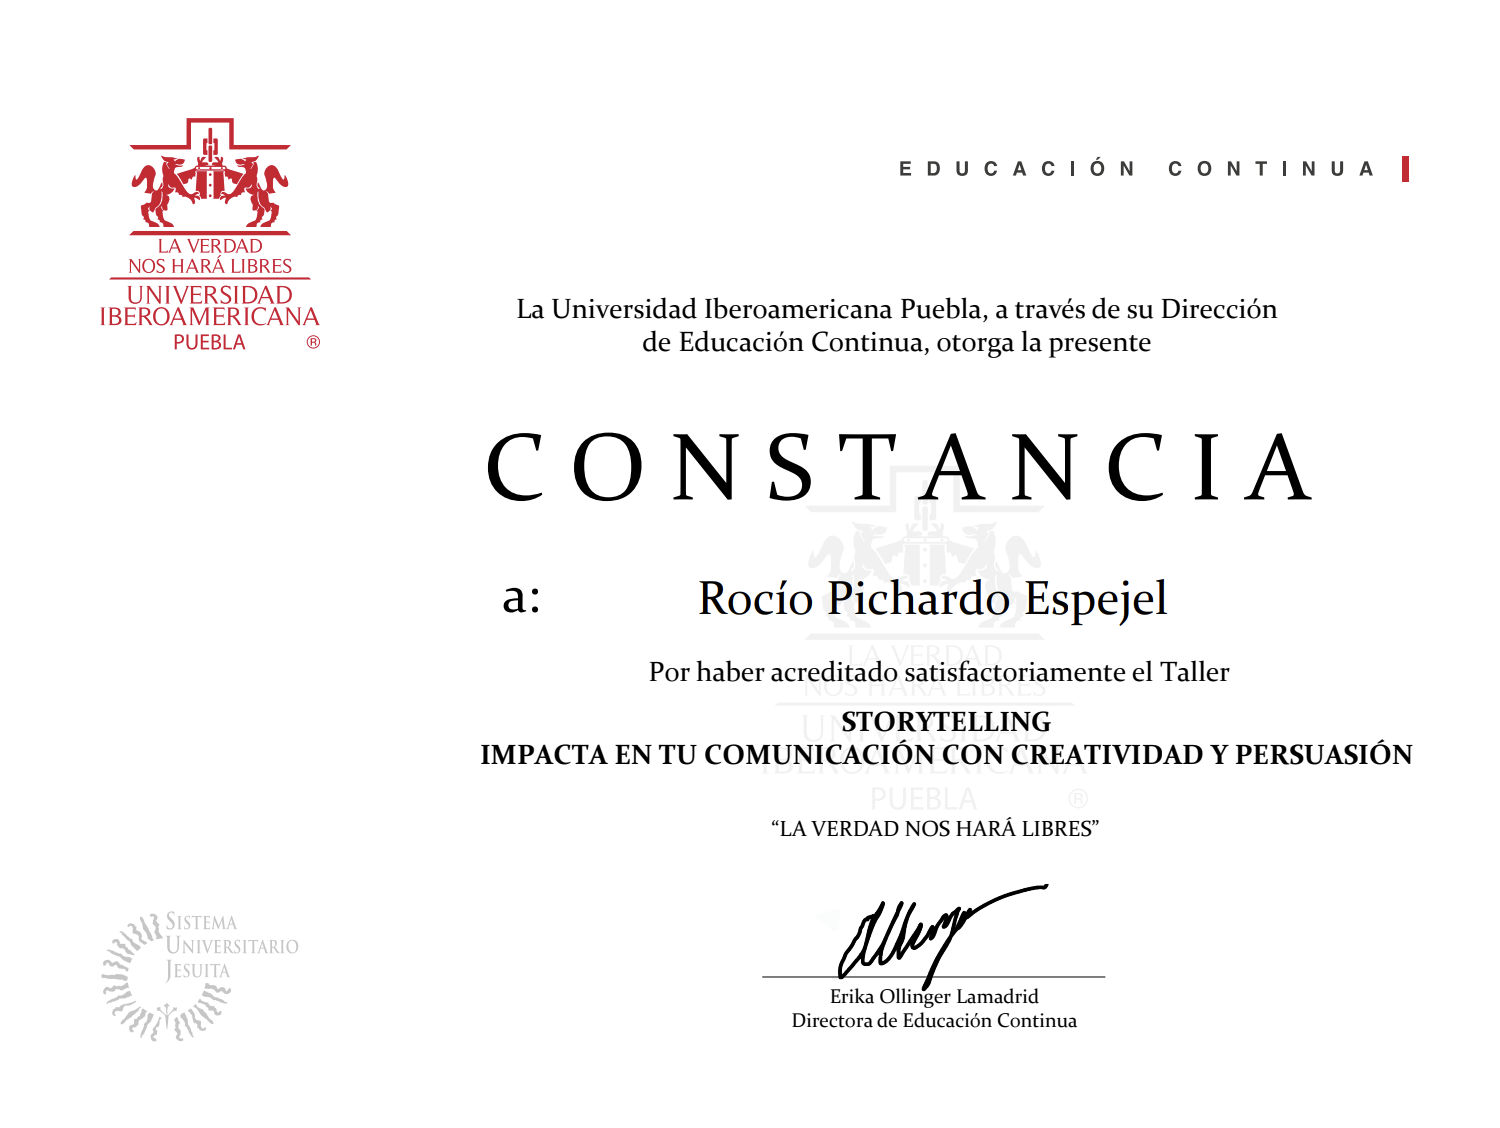 LA VERDAD
NOS HARÁ LIBRES
UNIVERSIDAD
IBEROAMERICANA
PUEBLA ®
EDUCACIÓN CONTINUA
La Universidad Iberoamericana Puebla, a través de su Dirección
de Educación Continua, otorga la presente
CONSTANCIA
a: Rocío Pichardo Espejel
Por haber acreditado satisfactoriamente el Taller
STORYTELLING
IMPACTA EN TU COMUNICACIÓN CON CREATIVIDAD Y PERSUASIÓN
LA VERDAD
NOS HARÁ LIBRES
UNIVERSIDAD
IBEROAMERICANA
PUEBLA ®
“LA VERDAD NOS HARÁ LIBRES”
SISTEMA
UNIVERSITARIO
JESUITA
Erika Ollinger Lamadrid
Directora de Educación Continua